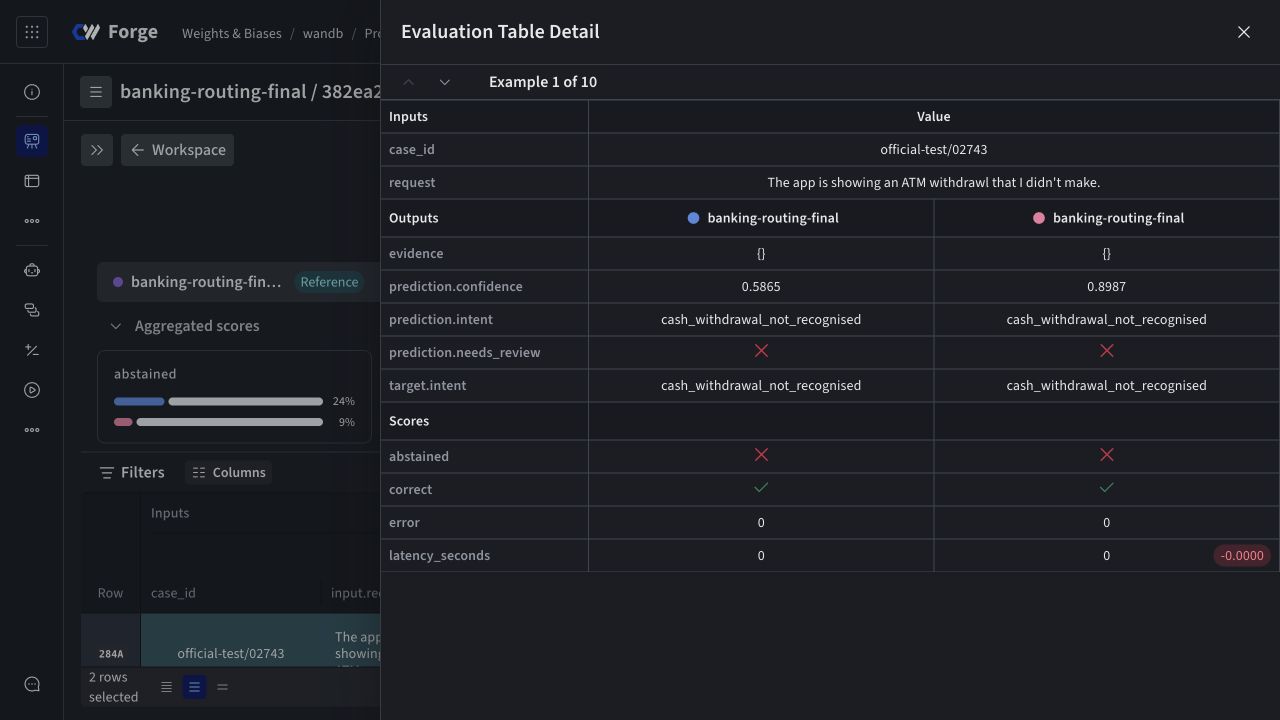 Forge
Weights & Biases / wandb /
banking-routing-final / 382ea2
Workspace
banking-routing-fin... Reference
Aggregated scores
abstained
24%
9%
Filters Columns
Inputs
Row case_id
284A official-test/02743
The app
showing
2 rows
selected
Evaluation Table Detail
Example 1 of 10
Inputs Value
case_id official-test/02743
request The app is showing an ATM withdrawl that I didn't make.
Outputs banking-routing-final banking-routing-final
evidence {} {}
prediction.confidence 0.5865 0.8987
prediction.intent cash_withdrawal_not_recognised cash_withdrawal_not_recognised
prediction.needs_review
target.intent cash_withdrawal_not_recognised cash_withdrawal_not_recognised
Scores
abstained
correct
error 0 0
latency_seconds 0 0 -0.0000